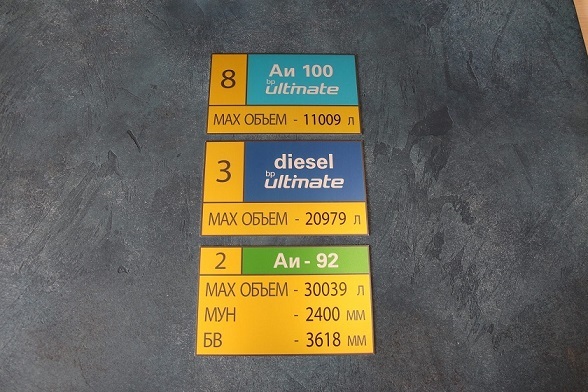 8
Аи 100
bp ultimate
MAX ОБЪЕМ - 11009 л
3
diesel
bp ultimate
MAX ОБЪЕМ - 20979 л
2
Аи - 92
MAX ОБЪЕМ - 30039 л
МУН - 2400 мм
БВ - 3618 мм